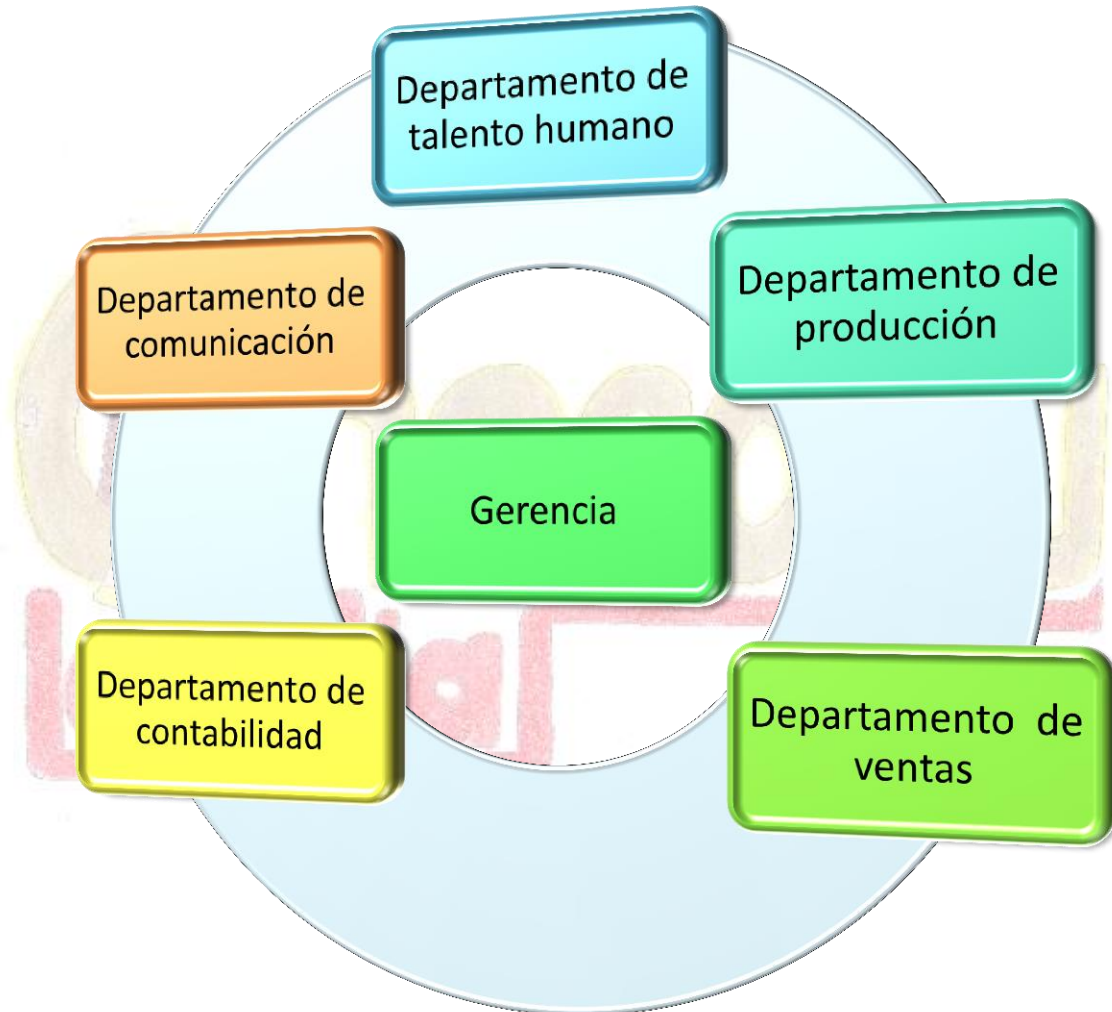 Departamento de
talento humano
Departamento de
comunicación
Departamento de
producción
Gerencia
Departamento de
contabilidad
Departamento de
ventas